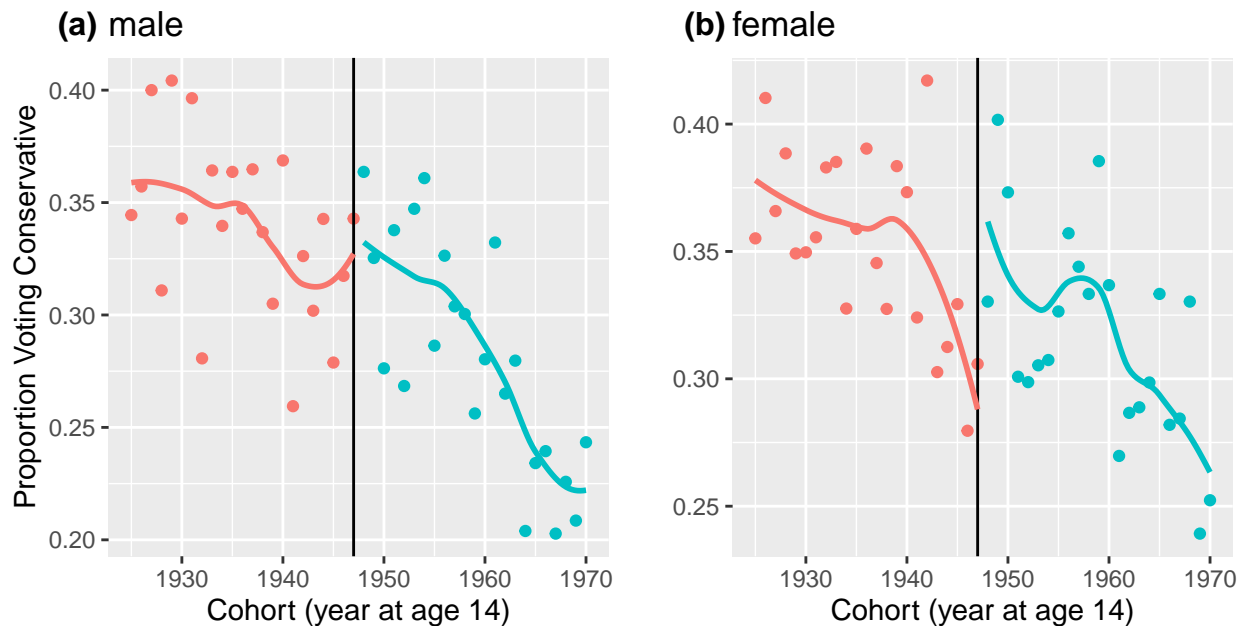 (a) male
Proportion Voting Conservative
0.40
0.35
0.30
0.25
0.20
1930 1940 1950 1960 1970
Cohort (year at age 14)
(b) female
0.40
0.35
0.30
0.25
1930 1940 1950 1960 1970
Cohort (year at age 14)